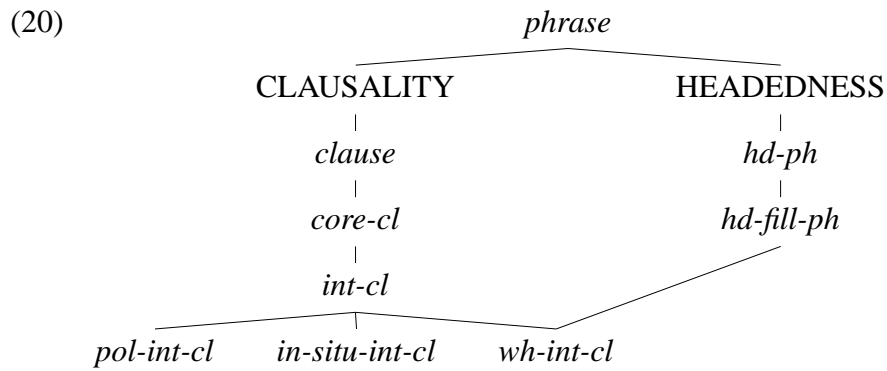 (20) phrase
CLAUSALITY HEADEDNESS
clause hd-ph
core-cl hd-fill-ph
int-cl
pol-int-cl in-situ-int-cl wh-int-cl